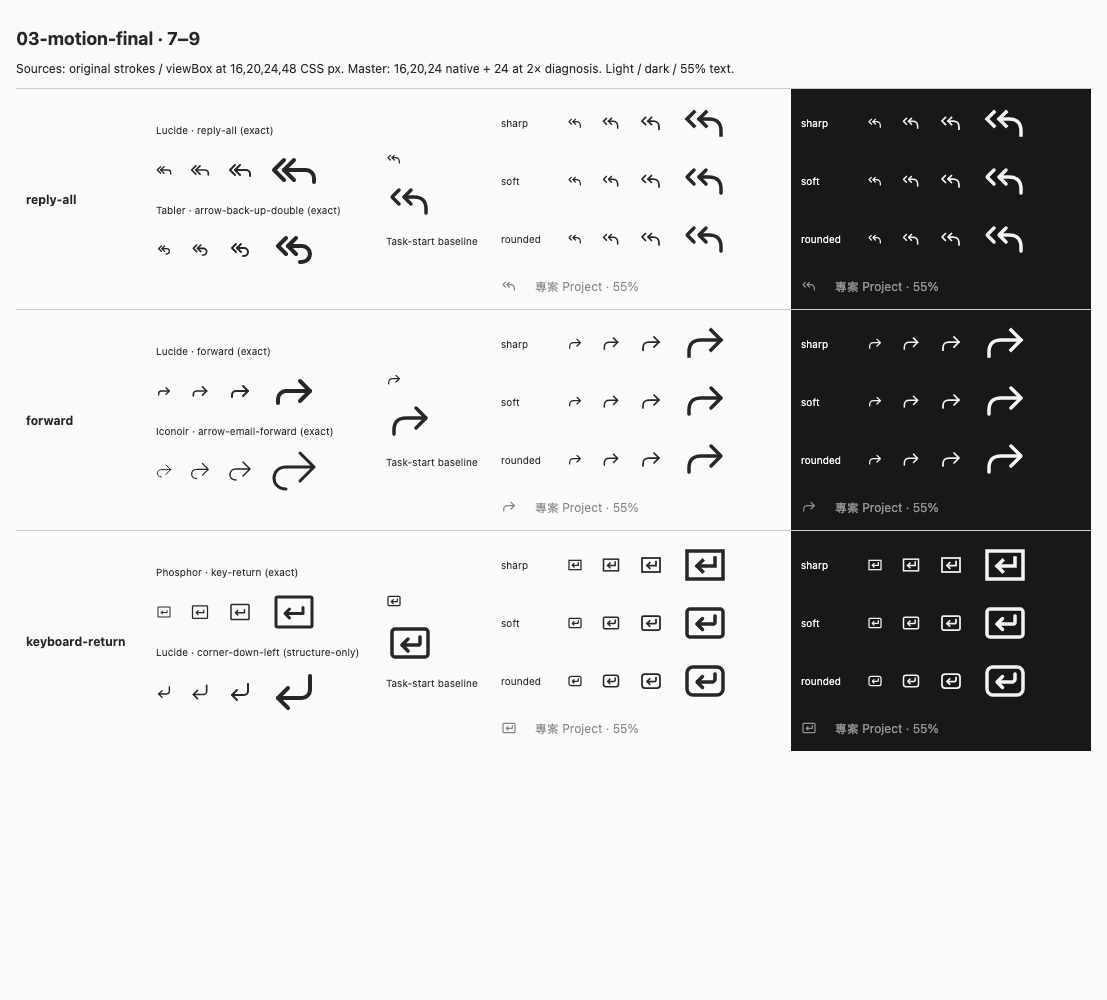 03-motion-final · 7–9
Sources: original strokes / viewBox at 16,20,24,48 CSS px. Master: 16,20,24 native + 24 at 2× diagnosis. Light / dark / 55% text.
reply-all
Lucide · reply-all (exact)
Tabler · arrow-back-up-double (exact)
Task-start baseline
sharp
soft
rounded
專案 Project · 55%
sharp
soft
rounded
專案 Project · 55%
forward
Lucide · forward (exact)
Iconoir · arrow-email-forward (exact)
Task-start baseline
sharp
soft
rounded
專案 Project · 55%
sharp
soft
rounded
專案 Project · 55%
keyboard-return
Phosphor · key-return (exact)
Lucide · corner-down-left (structure-only)
Task-start baseline
sharp
soft
rounded
專案 Project · 55%
sharp
soft
rounded
專案 Project · 55%